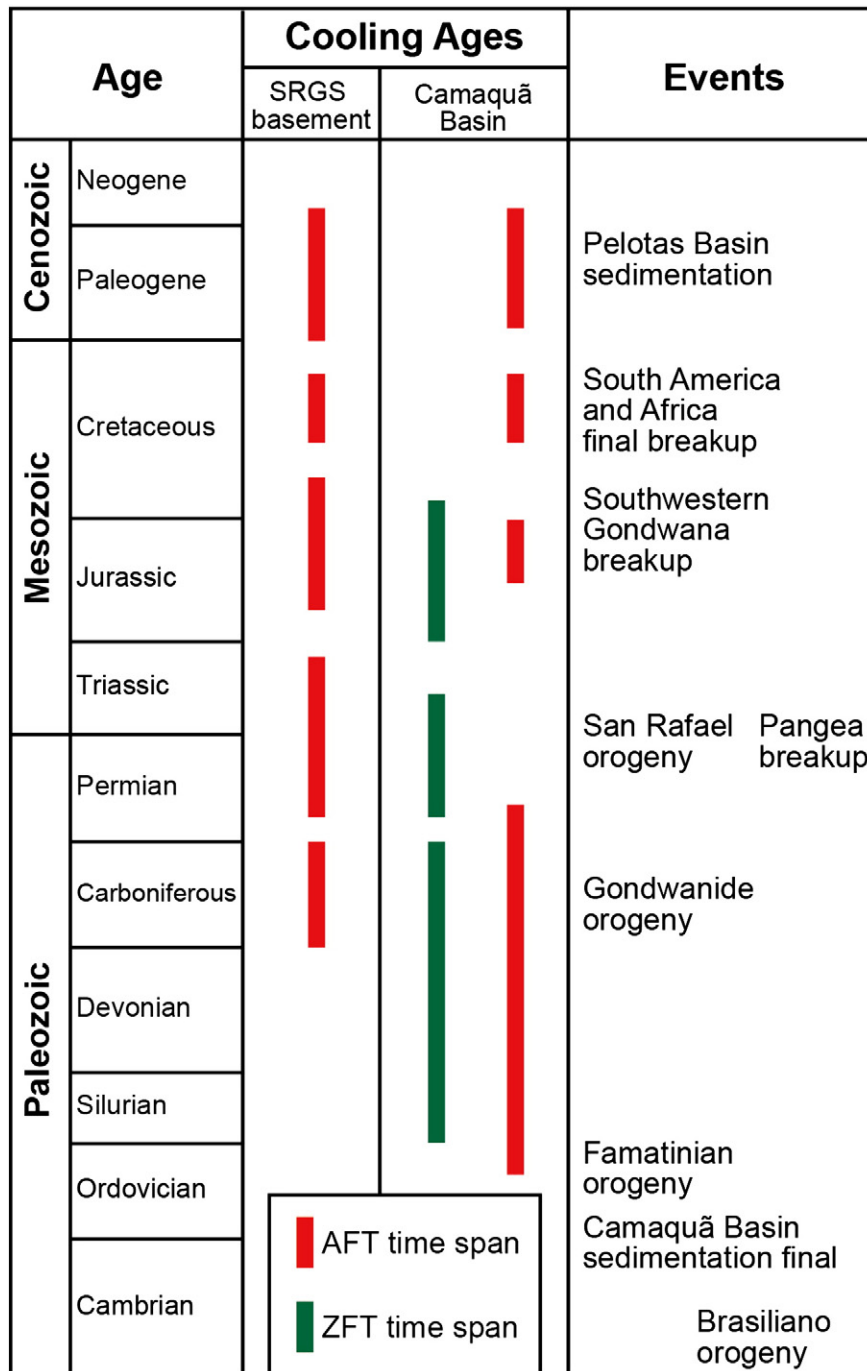 Age
Cooling Ages
Events
SRGS
basement
Camaquã
Basin
Cenozoic
Neogene
Paleogene
Mesozoic
Cretaceous
Jurassic
Triassic
Paleozoic
Permian
Carboniferous
Devonian
Silurian
Ordovician
Cambrian
Pelotas Basin
sedimentation
South America
and Africa
final breakup
Southwestern
Gondwana
breakup
San Rafael
orogeny
Pangea
breakup
Gondwanide
orogeny
Famatinian
orogeny
Camaquã Basin
sedimentation final
Brasiliano
orogeny
AFT time span
ZFT time span